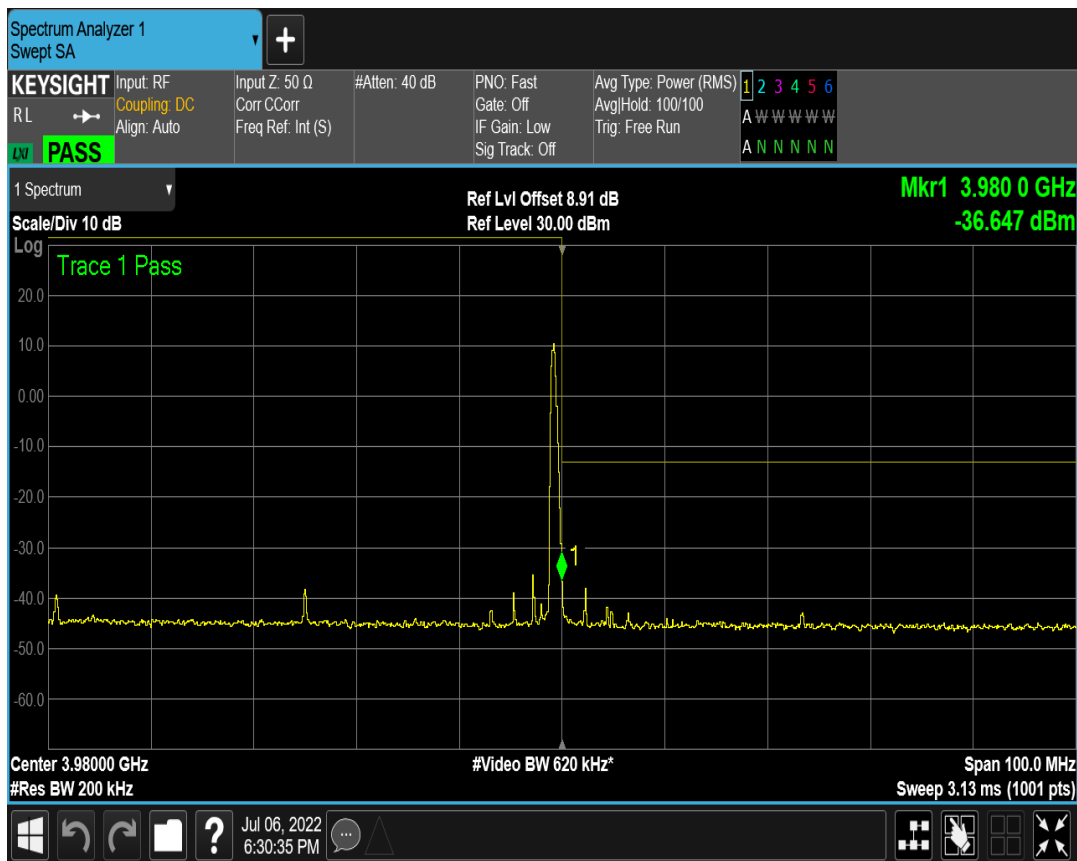 Spectrum Analyzer 1
Swept SA
+
KEYSIGHT Input: RF Input Z: 50 Ω #Atten: 40 dB PNO: Fast Avg Type: Power (RMS) 1 2 3 4 5 6
RL Coupling: DC Corr CCorr Gate: Off Avg|Hold: 100/100 A W W W W W
Align: Auto Freq Ref: Int (S) IF Gain: Low Trig: Free Run
LXI PASS Sig Track: Off A N N N N N
1 Spectrum Ref Lvl Offset 8.91 dB Mkr1 3.980 0 GHz
Scale/Div 10 dB Ref Level 30.00 dBm -36.647 dBm
Log
Trace 1 Pass
20.0
10.0
0.00
-10.0
-20.0
-30.0
1
-40.0
-50.0
-60.0
Center 3.98000 GHz #Video BW 620 kHz* Span 100.0 MHz
#Res BW 200 kHz Sweep 3.13 ms (1001 pts)
? Jul 06, 2022
6:30:35 PM